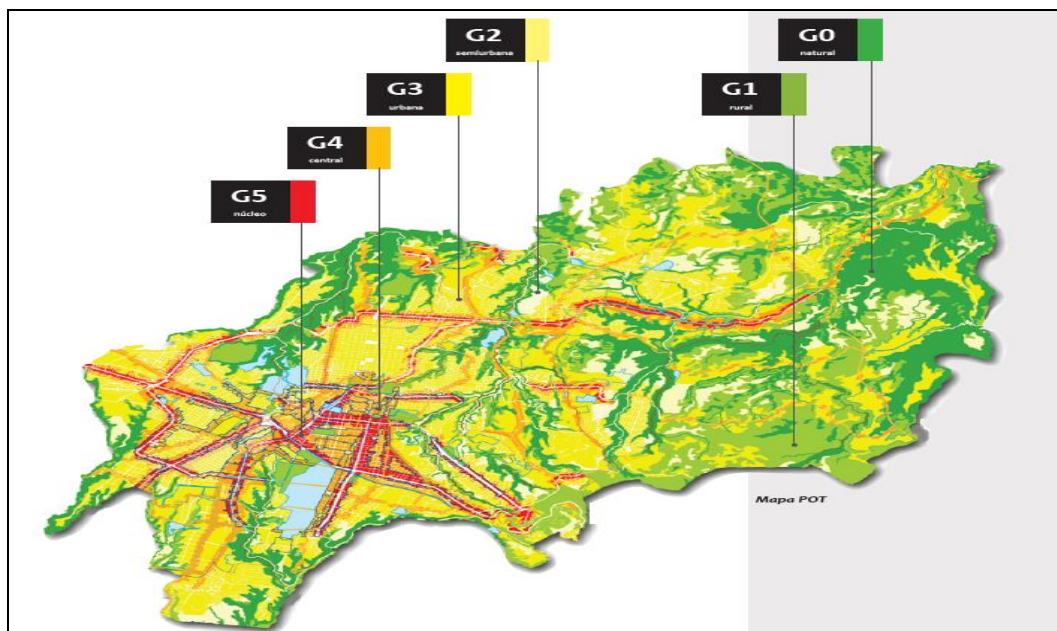 G2
semiurbana
G0
natural
G3
urbana
G1
rural
G4
central
G5
núcleo
Mapa POT